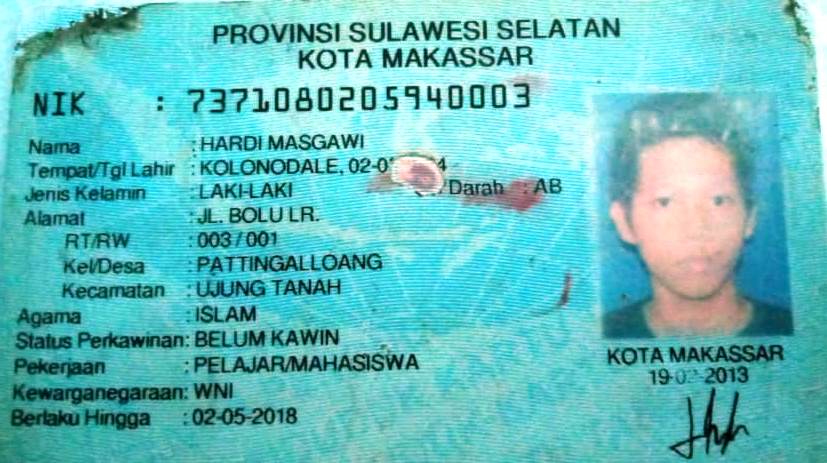 PROVINSI SULAWESI SELATAN
KOTA MAKASSAR
NIK : 7371080205940003
Nama : HARDI MASGAWI
Tempat/Tgl Lahir : KOLONODALE, 02-0 4
Jenis Kelamin : LAKI-LAKI Darah : AB
Alamat : JL. BOLU LR.
RT/RW : 003 / 001
Kel/Desa : PATTINGALLOANG
Kecamatan : UJUNG TANAH
Agama : ISLAM
Status Perkawinan: BELUM KAWIN
Pekerjaan : PELAJAR/MAHASISWA
Kewarganegaraan: WNI
Berlaku Hingga : 02-05-2018
KOTA MAKASSAR
19-0 -2013